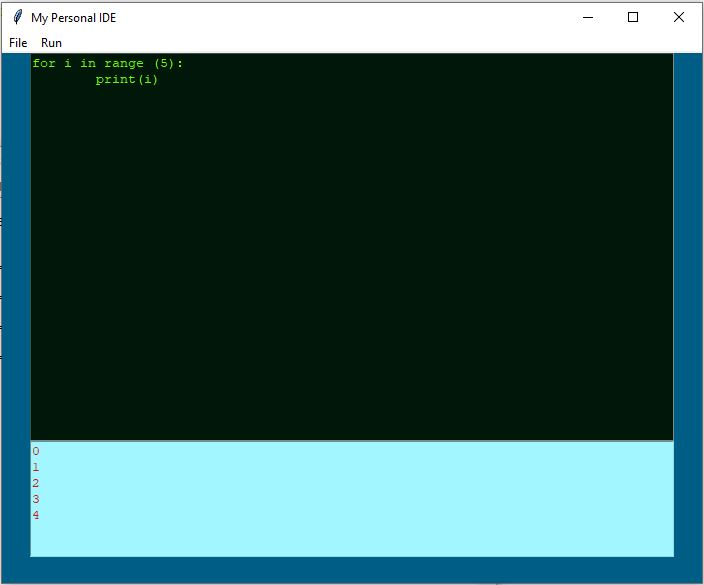 My Personal IDE
File Run
for i in range (5):
        print(i)
0
1
2
3
4